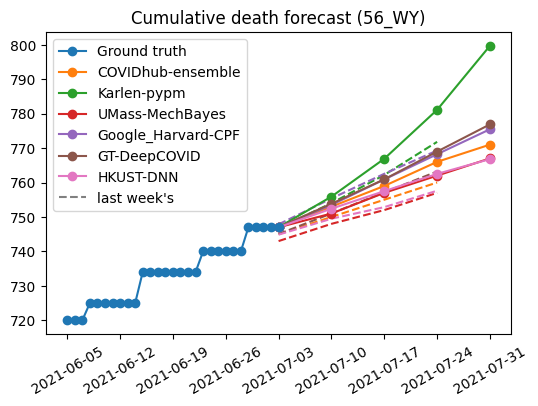 Cumulative death forecast (56_WY)
800
790
780
770
760
750
740
730
720
Ground truth
COVIDhub-ensemble
Karlen-pypm
UMass-MechBayes
Google_Harvard-CPF
GT-DeepCOVID
HKUST-DNN
last week's
2021-06-05
2021-06-12
2021-06-19
2021-06-26
2021-07-03
2021-07-10
2021-07-17
2021-07-24
2021-07-31